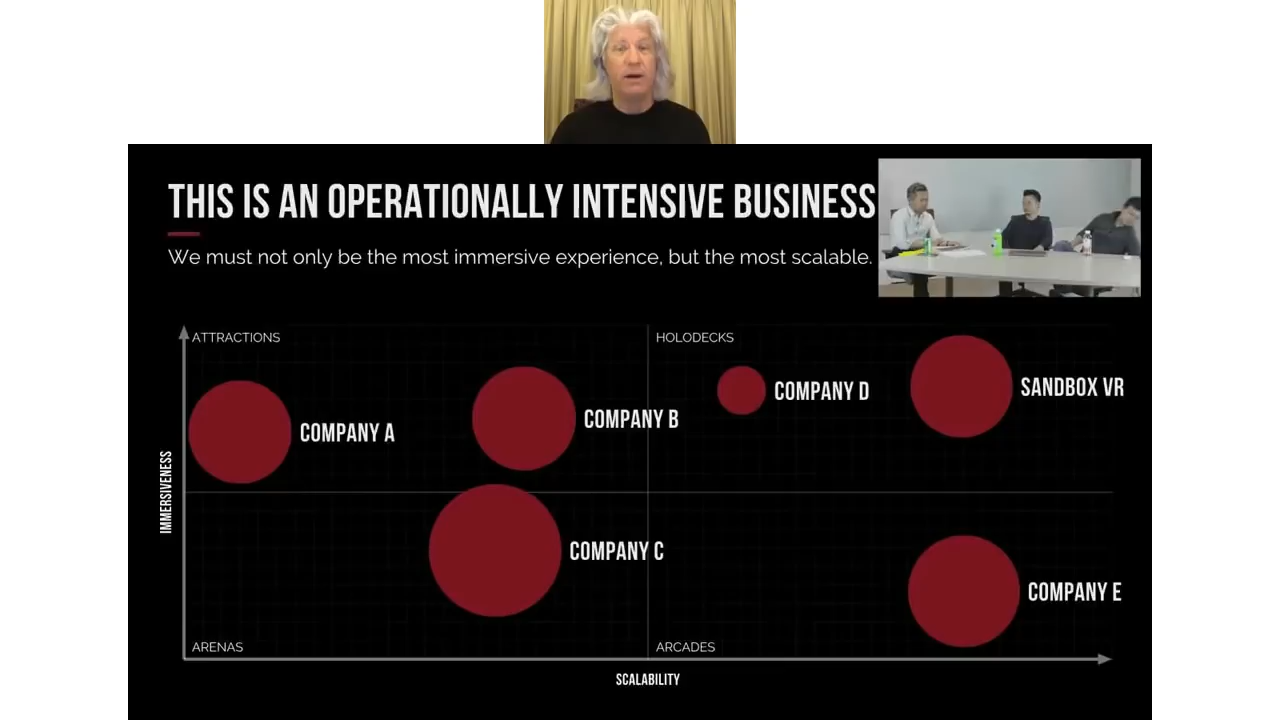 THIS IS AN OPERATIONALLY INTENSIVE BUSINESS
We must not only be the most immersive experience, but the most scalable.
ATTRACTIONS
HOLODECKS
COMPANY A
COMPANY B
COMPANY D
SANDBOX VR
IMMERSIVENESS
COMPANY C
COMPANY E
ARENAS
ARCADES
SCALABILITY